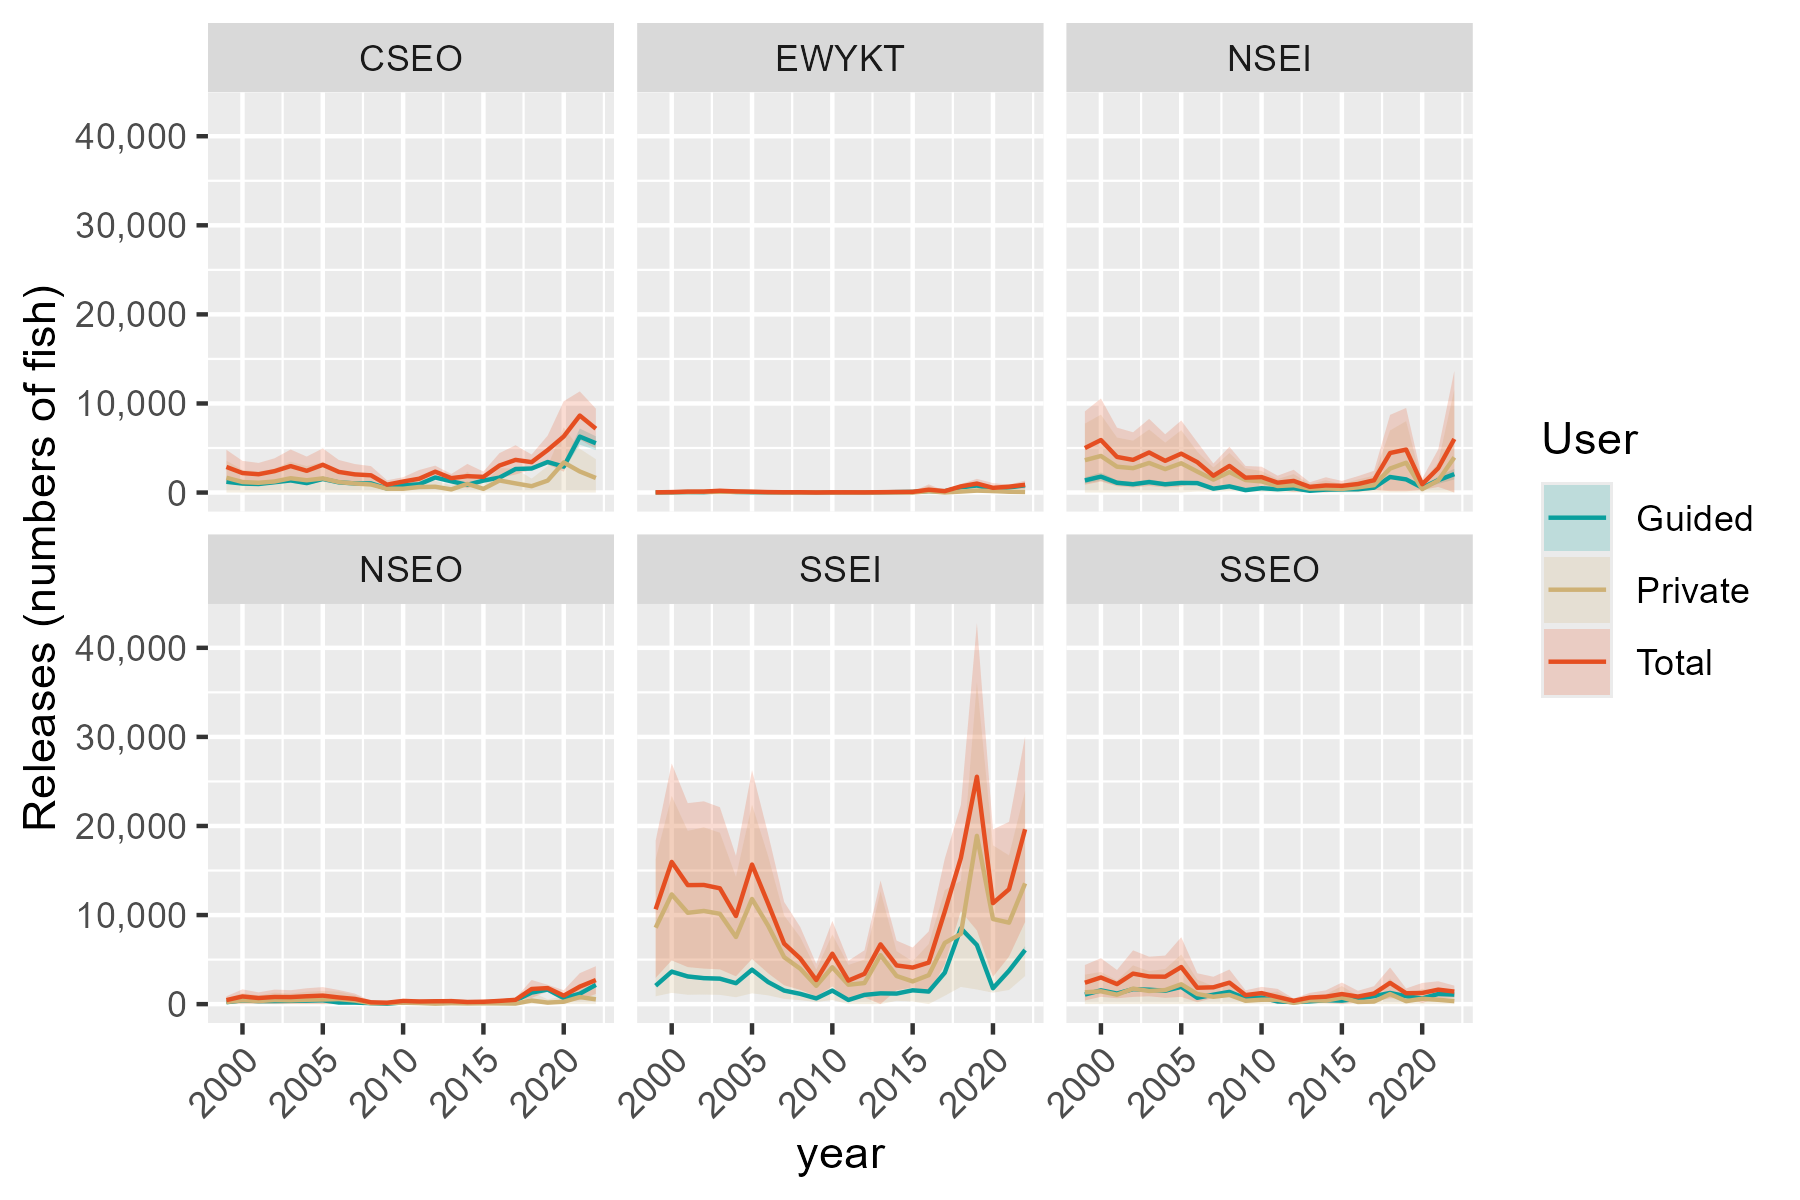 CSEO EWYKT NSEI
40,000
30,000
20,000
10,000
0
NSEO SSEI SSEO
40,000
30,000
20,000
10,000
0
2000 2005 2010 2015 2020 2000 2005 2010 2015 2020 2000 2005 2010 2015 2020
year
Releases (numbers of fish)
User
Guided
Private
Total